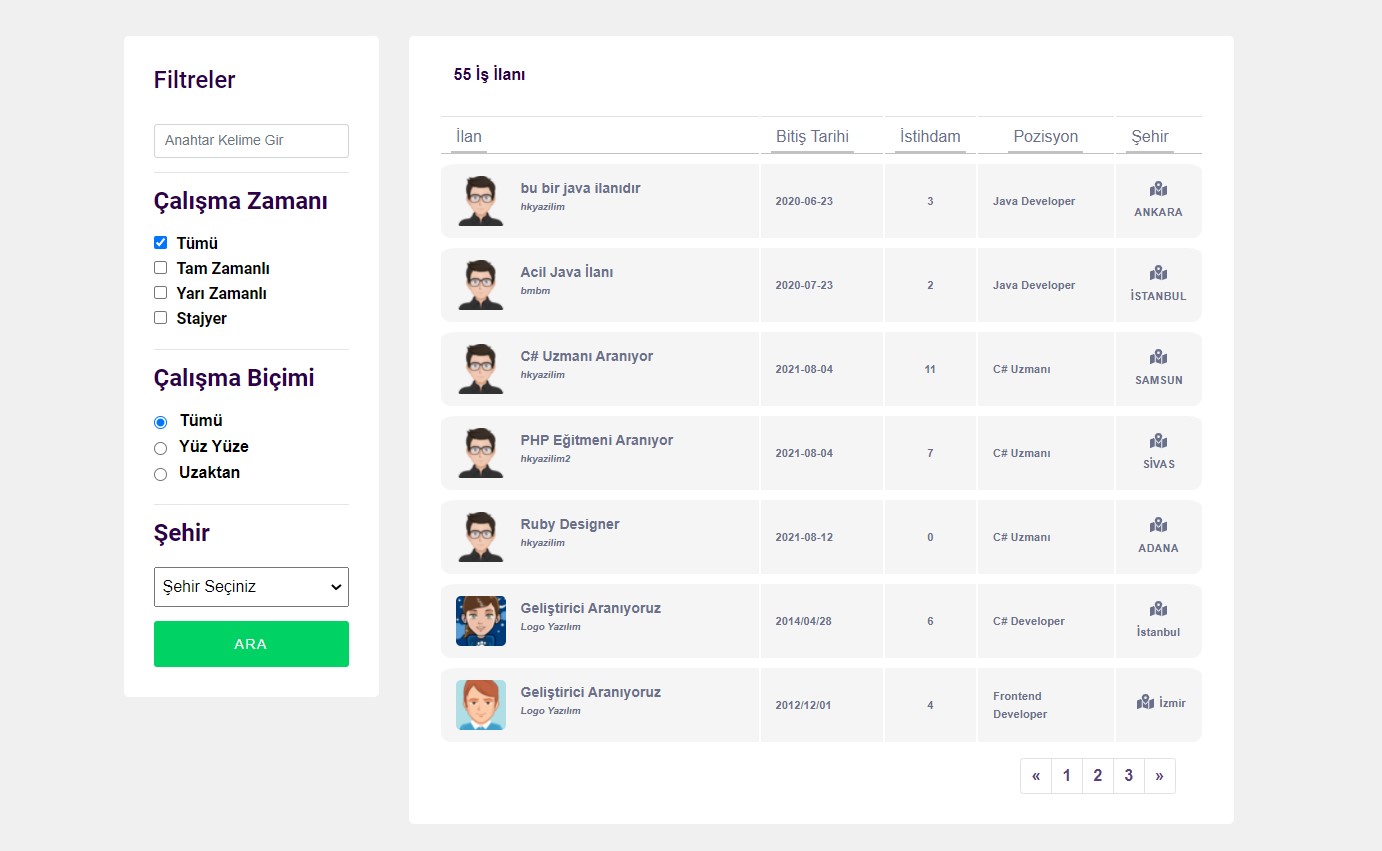 Filtreler
Anahtar Kelime Gir
Çalışma Zamanı
Tümü
Tam Zamanlı
Yarı Zamanlı
Stajyer
Çalışma Biçimi
Tümü
Yüz Yüze
Uzaktan
Şehir
Şehir Seçiniz
ARA
55 İş İlanı
İlan Bitiş Tarihi İstihdam Pozisyon Şehir
bu bir java ilanıdır
hkyazilim
2020-06-23 3 Java Developer
ANKARA
Acil Java İlanı
bmbm
2020-07-23 2 Java Developer
İSTANBUL
C# Uzmanı Aranıyor
hkyazilim
2021-08-04 11 C# Uzmanı
SAMSUN
PHP Eğitmeni Aranıyor
hkyazilim2
2021-08-04 7 C# Uzmanı
SİVAS
Ruby Designer
hkyazilim
2021-08-12 0 C# Uzmanı
ADANA
Geliştirici Aranıyoruz
Logo Yazılım
2014/04/28 6 C# Developer
İstanbul
Geliştirici Aranıyoruz
Logo Yazılım
2012/12/01 4 Frontend
Developer
İzmir
« 1 2 3 »